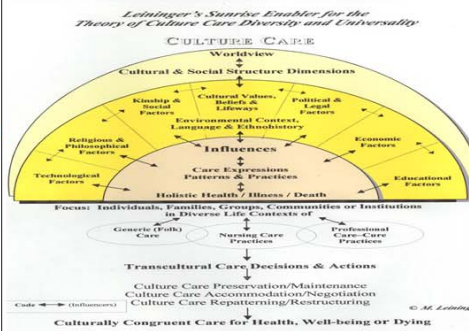 Leininger's Sunrise Enabler for the
Theory of Culture Care Diversity and Universality
CULTURE CARE
Worldview
Cultural & Social Structure Dimensions
Kinship &
Social
Factors
Cultural Values,
Beliefs &
Lifeways
Political &
Legal
Factors
Environmental Context,
Language & Ethnohistory
Religious &
Philosophical
Factors
Influences
Economic
Factors
Care Expressions
Patterns & Practices
Technological
Factors
Holistic Health / Illness / Death
Educational
Factors
Focus: Individuals, Families, Groups, Communities or Institutions
in Diverse Life Contexts of
Generic (Folk)
Care
Nursing Care
Practices
Professional
Care–Cure
Practices
Transcultural Care Decisions & Actions
Culture Care Preservation/Maintenance
Culture Care Accommodation/Negotiation
Culture Care Repatterning/Restructuring
Code (Influencers)
© M. Leining
Culturally Congruent Care for Health, Well-being or Dying